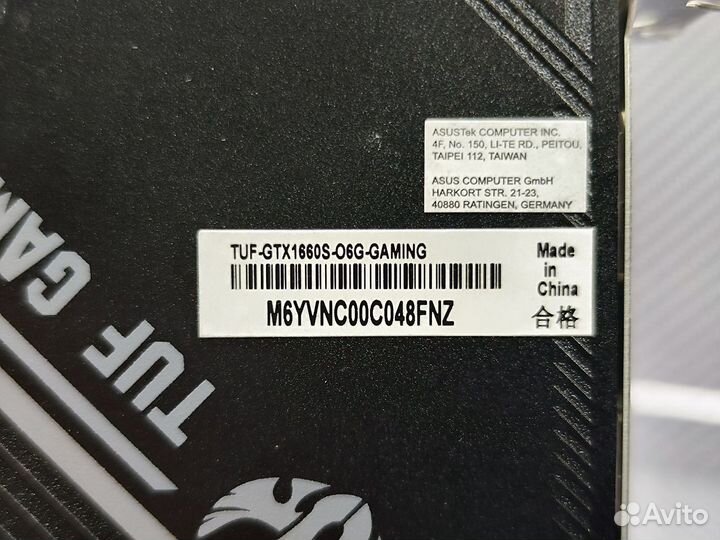 ASUSTek COMPUTER INC.
4F, No. 150, LI-TE RD., PEITOU,
TAIPEI 112, TAIWAN
ASUS COMPUTER GmbH
HARKORT STR. 21-23,
40880 RATINGEN, GERMANY
TUF-GTX1660S-O6G-GAMING
M6YVNC00C048FNZ
Made
in
China
合格
TUF GAM
Avito